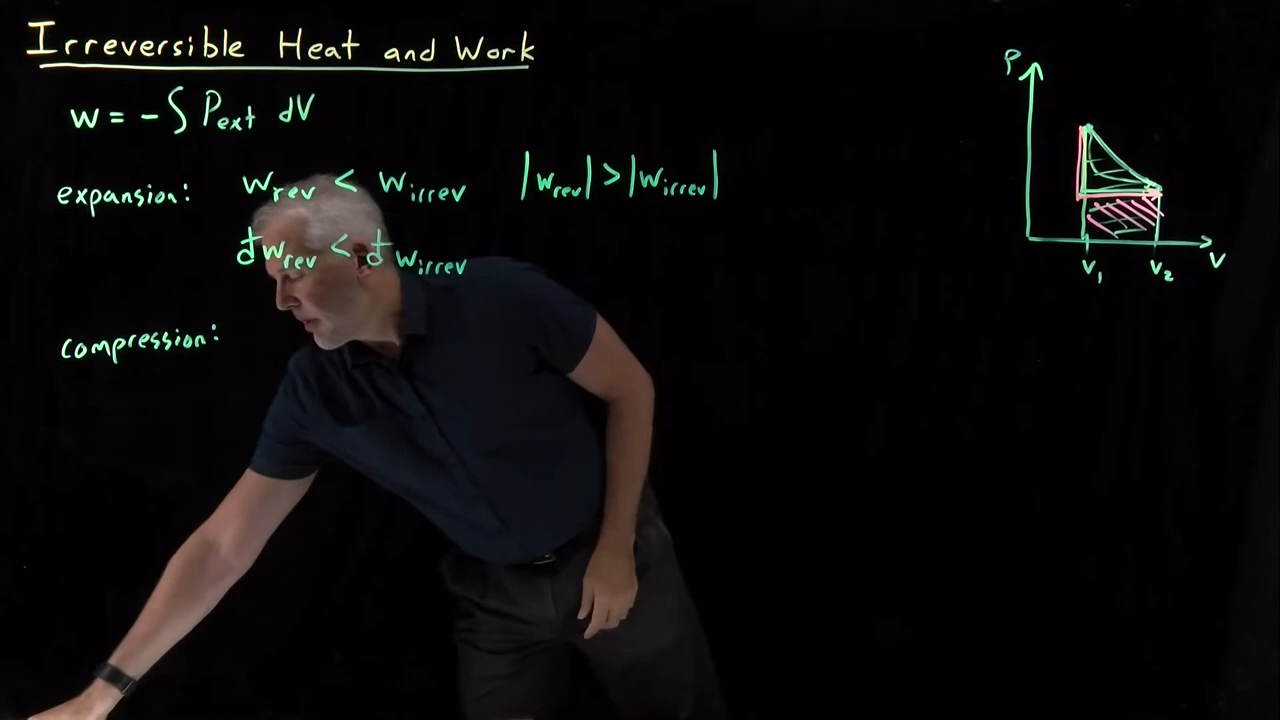 Irreversible Heat and Work
w = - ∫ Pext dV
expansion: wrev < wirrev |wrev| > |wirrev|
đwrev < đwirrev
compression:
P
V1 V2 V